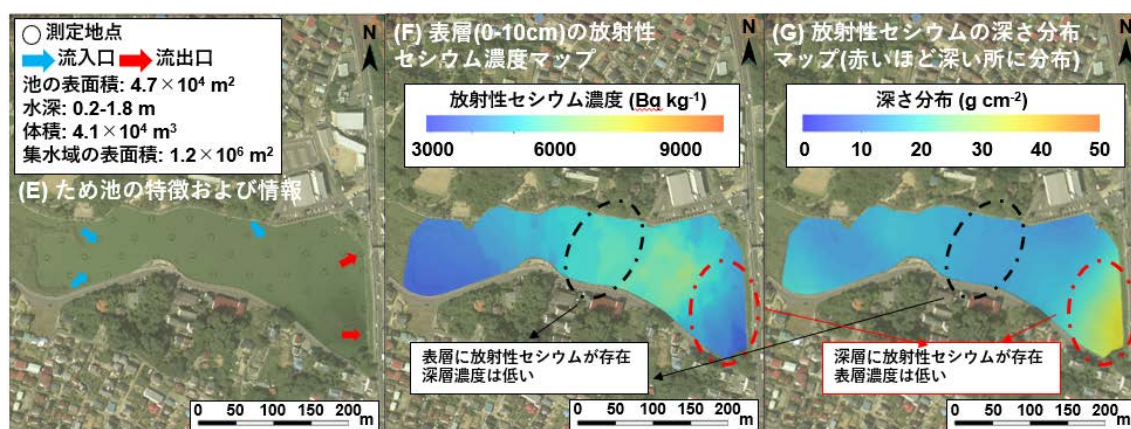 ○ 測定地点
流入口 流出口
池の表面積: 4.7×10⁴ m²
水深: 0.2-1.8 m
体積: 4.1×10⁴ m³
集水域の表面積: 1.2×10⁶ m²
(E) ため池の特徴および情報
0 50 100 150 200 m
N
(F) 表層(0-10cm)の放射性
セシウム濃度マップ
放射性セシウム濃度 (Bq kg⁻¹)
3000 6000 9000
表層に放射性セシウムが存在
深層濃度は低い
0 50 100 150 200 m
N
(G) 放射性セシウムの深さ分布
マップ(赤いほど深い所に分布)
深さ分布 (g cm⁻²)
0 10 20 30 40 50
深層に放射性セシウムが存在
表層濃度は低い
0 50 100 150 200 m
N